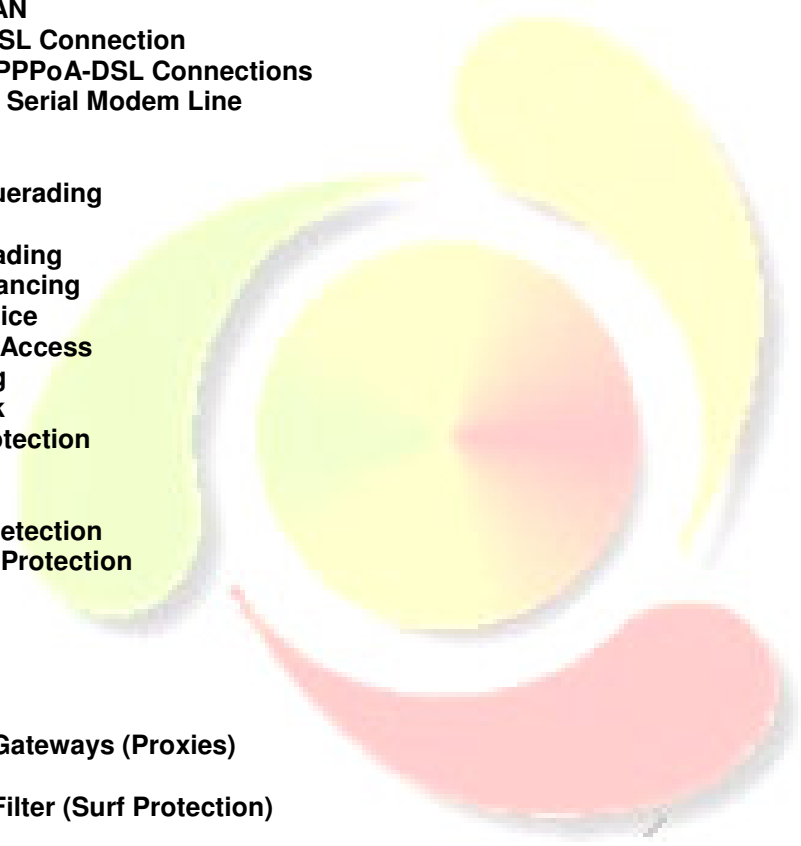 AN
SL Connection
PPPoA-DSL Connections
Serial Modem Line
uerading
ading
ancing
ice
Access
g
k
otection
etection
Protection
Gateways (Proxies)
Filter (Surf Protection)